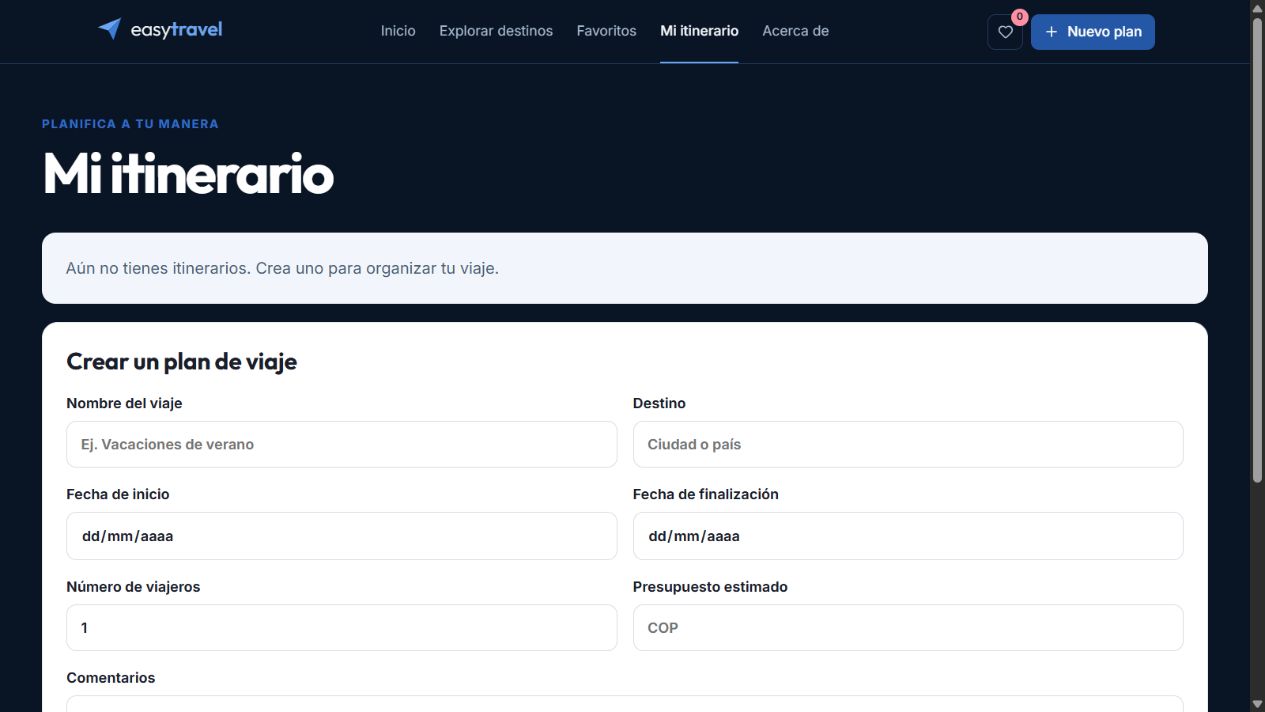 easytravel
Inicio
Explorar destinos
Favoritos
Mi itinerario
Acerca de
0
+ Nuevo plan
PLANIFICA A TU MANERA
Mi itinerario
Aún no tienes itinerarios. Crea uno para organizar tu viaje.
Crear un plan de viaje
Nombre del viaje
Ej. Vacaciones de verano
Destino
Ciudad o país
Fecha de inicio
dd/mm/aaaa
Fecha de finalización
dd/mm/aaaa
Número de viajeros
1
Presupuesto estimado
COP
Comentarios